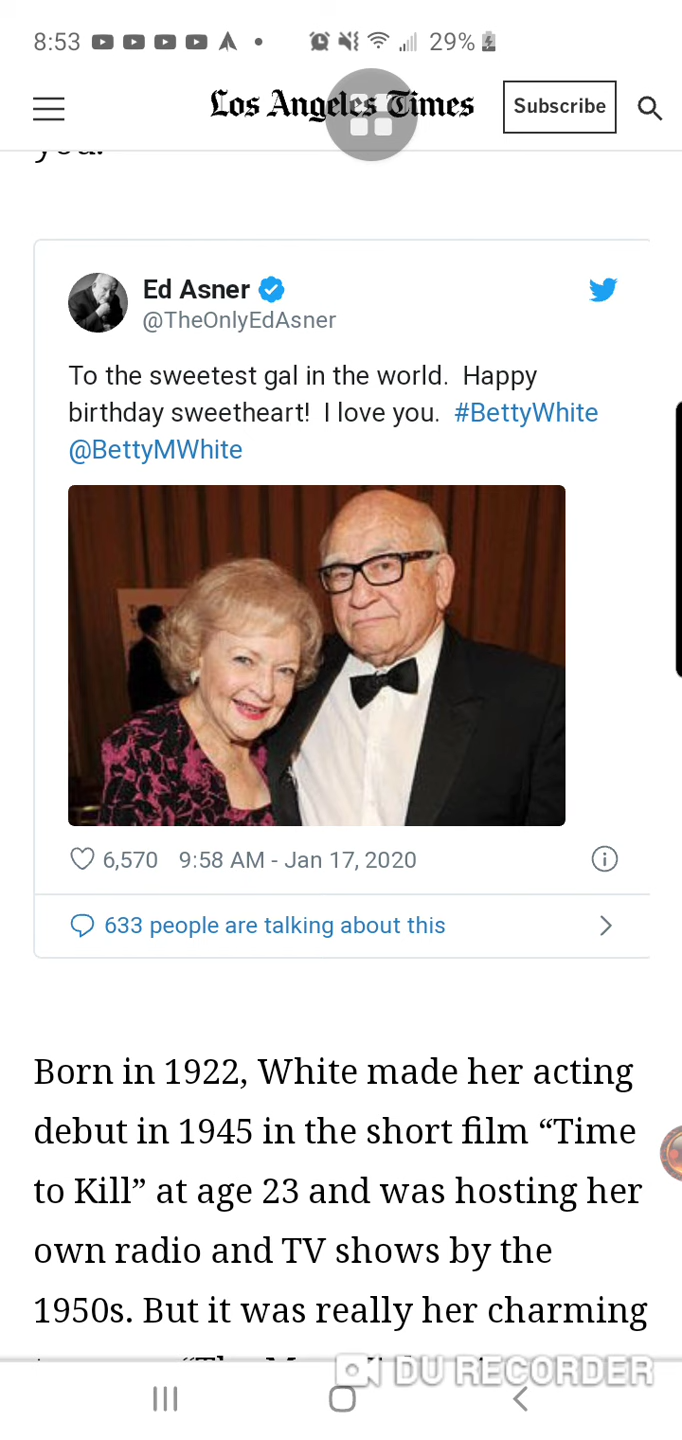 8:53
29%
Los Angeles Times
Subscribe
you.
Ed Asner
@TheOnlyEdAsner
To the sweetest gal in the world.  Happy
birthday sweetheart!  I love you.  #BettyWhite
@BettyMWhite
6,570 9:58 AM - Jan 17, 2020
633 people are talking about this
Born in 1922, White made her acting
debut in 1945 in the short film “Time
to Kill” at age 23 and was hosting her
own radio and TV shows by the
1950s. But it was really her charming
DU RECORDER